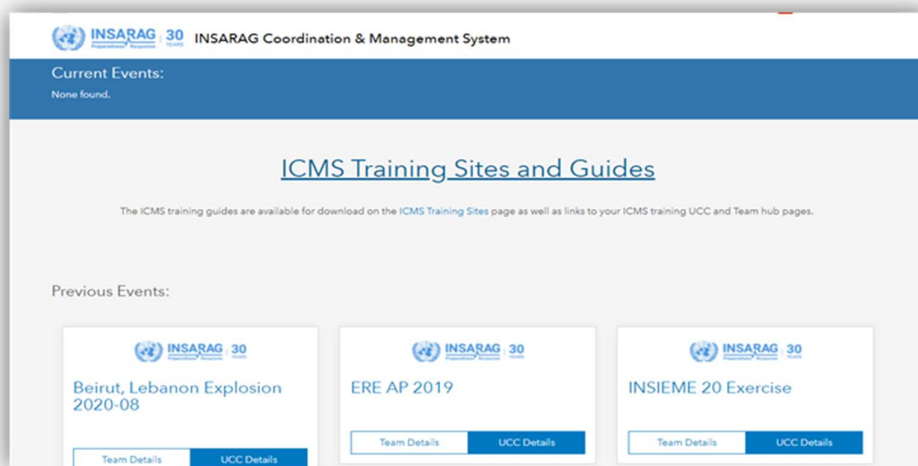 INSARAG 30 YEARS INSARAG Coordination & Management System
Preparedness Response
Current Events:
None found.
ICMS Training Sites and Guides
The ICMS training guides are available for download on the ICMS Training Sites page as well as links to your ICMS training UCC and Team hub pages.
Previous Events:
INSARAG 30
INSARAG 30
INSARAG 30
Beirut, Lebanon Explosion
2020-08
ERE AP 2019
INSIEME 20 Exercise
Team Details UCC Details
Team Details UCC Details
Team Details UCC Details